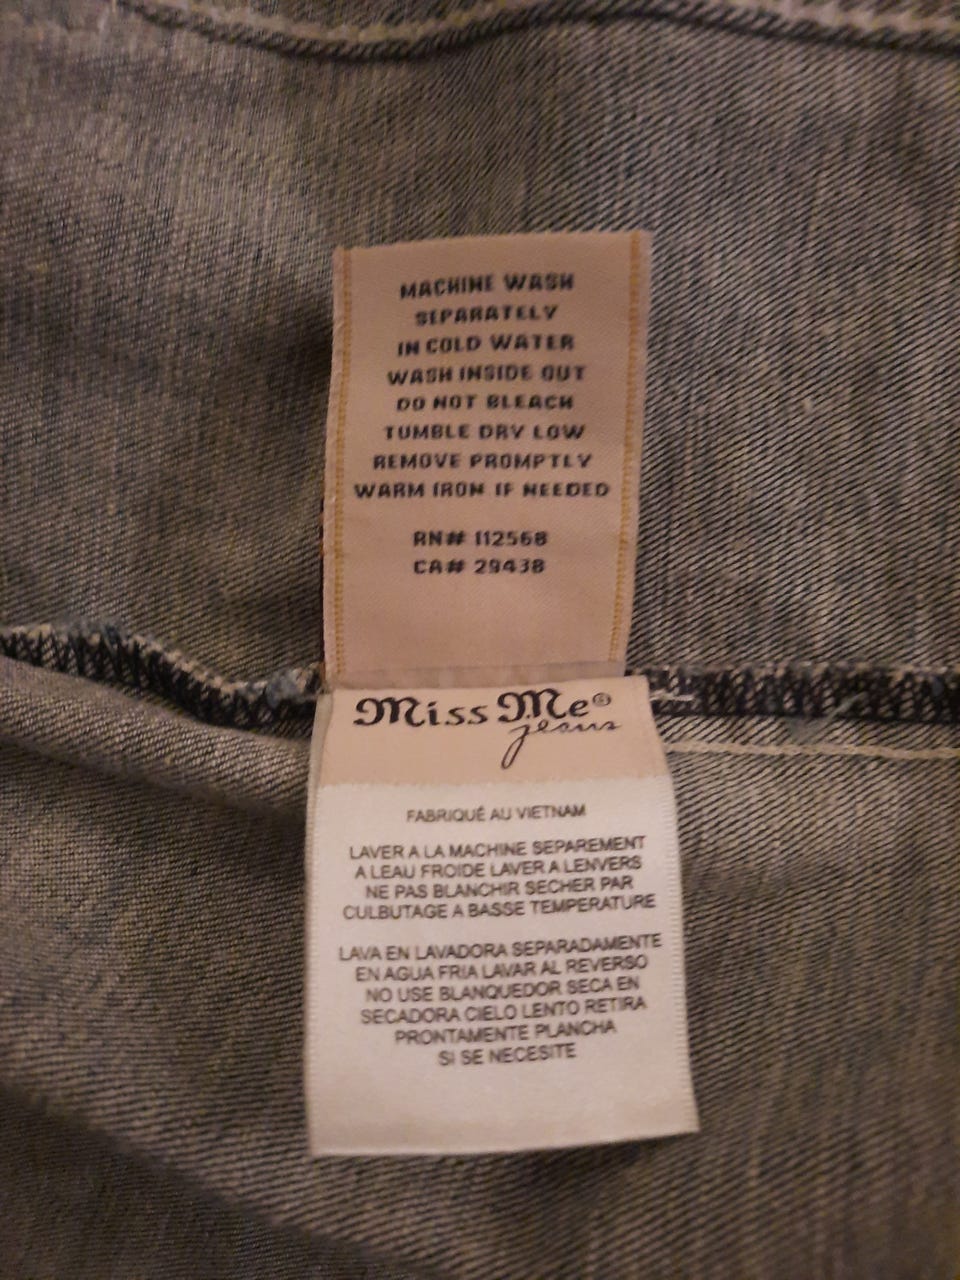 MACHINE WASH
SEPARATELY
IN COLD WATER
WASH INSIDE OUT
DO NOT BLEACH
TUMBLE DRY LOW
REMOVE PROMPTLY
WARM IRON IF NEEDED
RN# 112568
CA# 29438
Miss Me®
jeans
FABRIQUÉ AU VIETNAM
LAVER A LA MACHINE SEPAREMENT
A LEAU FROIDE LAVER A LENVERS
NE PAS BLANCHIR SECHER PAR
CULBUTAGE A BASSE TEMPERATURE
LAVA EN LAVADORA SEPARADAMENTE
EN AGUA FRIA LAVAR AL REVERSO
NO USE BLANQUEDOR SECA EN
SECADORA CIELO LENTO RETIRA
PRONTAMENTE PLANCHA
SI SE NECESITE